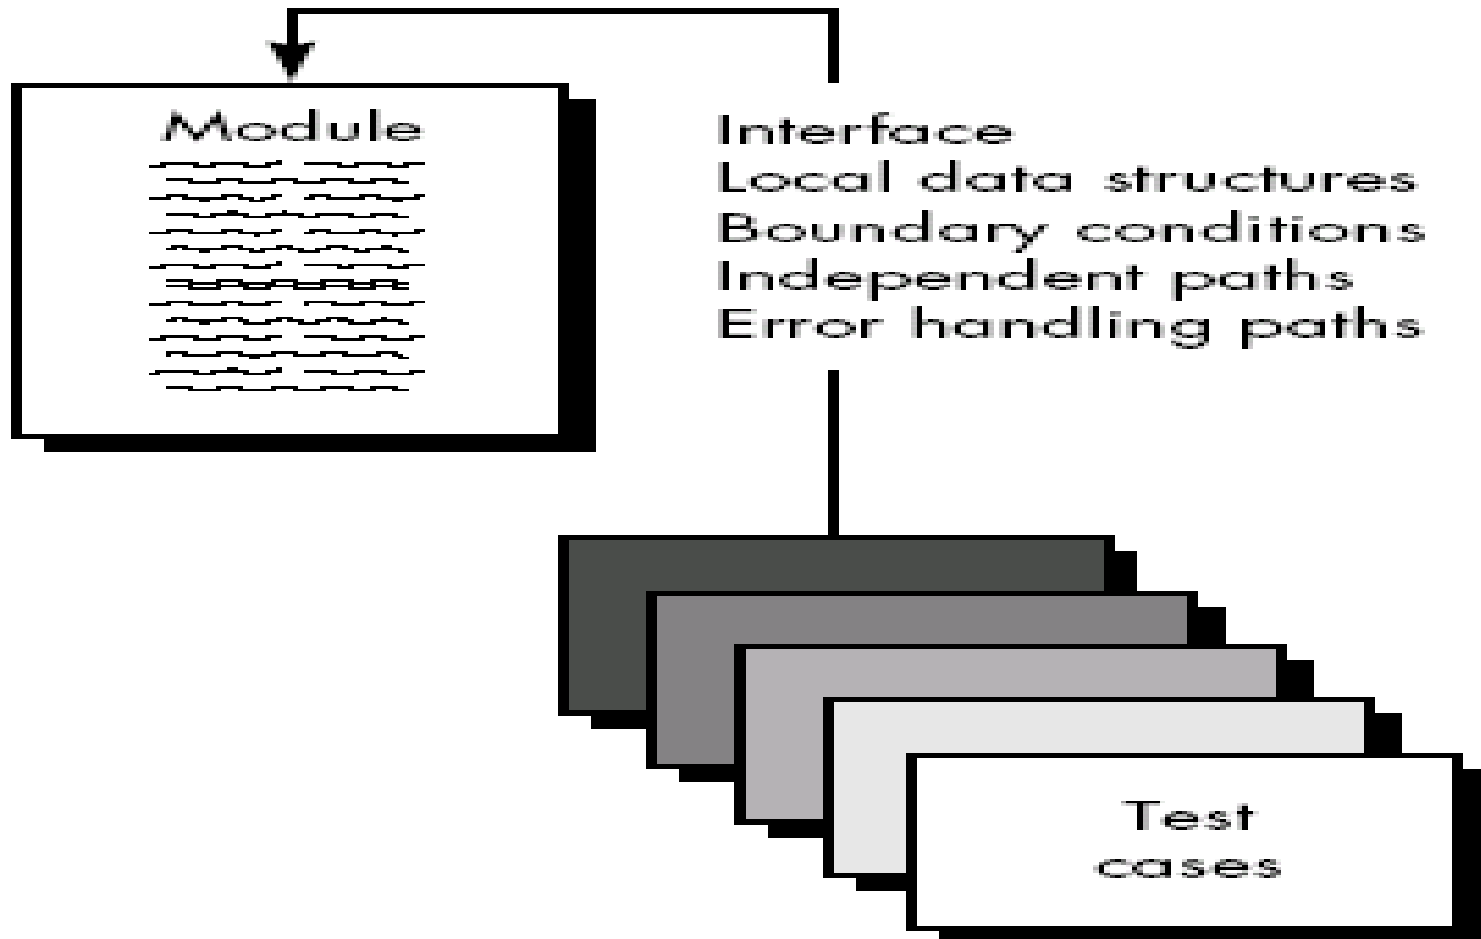 Module
Interface
Local data structures
Boundary conditions
Independent paths
Error handling paths
Test
cases